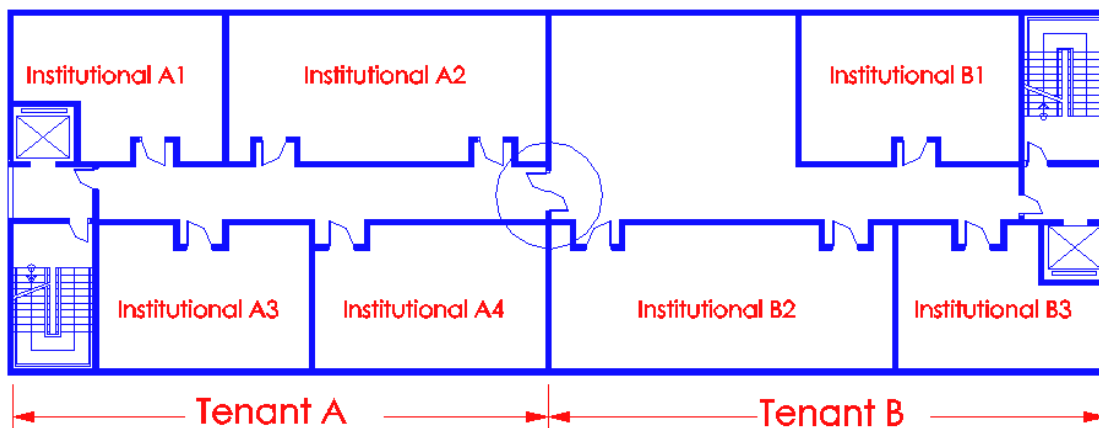 Institutional A1
Institutional A2
Institutional B1
Institutional A3
Institutional A4
Institutional B2
Institutional B3
Tenant A
Tenant B